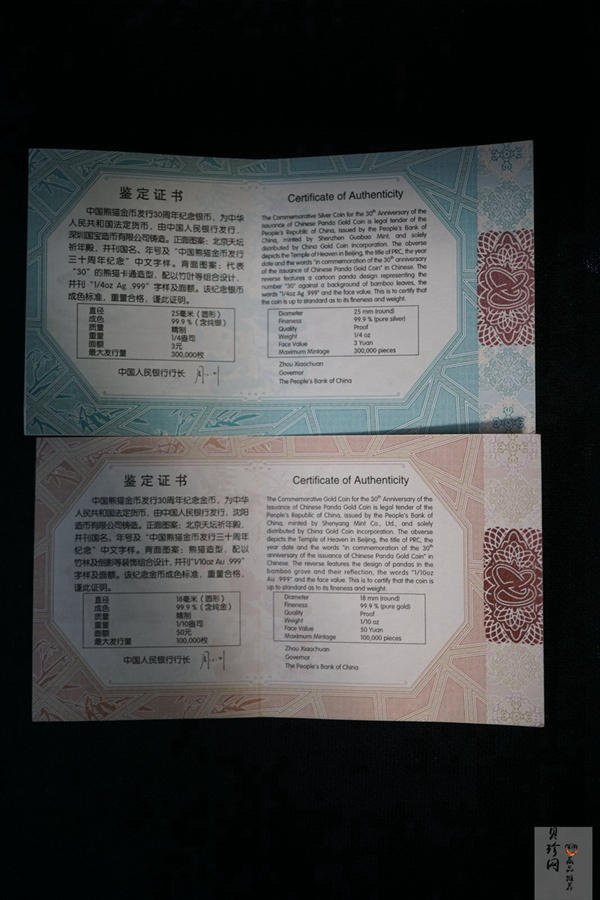 鉴定证书
中国熊猫金币发行30周年纪念银币，为中华
人民共和国法定货币，由中国人民银行发行，
深圳国宝造币有限公司铸造。正面图案：北京天坛
祈年殿，并刊国名、年号及“中国熊猫金币发行
三十周年纪念”中文字样。背面图案：代表
“30”的熊猫卡通造型，配以竹叶等组合设计，
并刊“1/4oz Ag .999”字样及面额。该纪念银币
成色标准，重量合格，谨此证明。
直径 25毫米（圆形）
成色 99.9％（含纯银）
质量 精制
重量 1/4盎司
面额 3元
最大发行量 300,000枚
中国人民银行行长
Certificate of Authenticity
The Commemorative Silver Coin for the 30th Anniversary of the
issuance of Chinese Panda Gold Coin is legal tender of the
People's Republic of China, issued by the People's Bank of
China, minted by Shenzhen Guobao Mint, and solely
distributed by China Gold Coin Incorporation. The obverse
depicts the Temple of Heaven in Beijing, the title of PRC, the year
date and the words "in commemoration of the 30th anniversary
of the issuance of Chinese Panda Gold Coin" in Chinese. The
reverse features a cartoon panda design representing the
number "30" against a background of bamboo leaves, the
words "1/4oz Ag .999" and the face value. This is to certify that
the coin is up to standard as to its fineness and weight.
Diameter 25 mm (round)
Fineness 99.9 % (pure silver)
Quality Proof
Weight 1/4 oz
Face Value 3 Yuan
Maximum Mintage 300,000 pieces
Zhou Xiaochuan
Governor
The People's Bank of China
鉴定证书
中国熊猫金币发行30周年纪念金币，为中华
人民共和国法定货币，由中国人民银行发行，沈阳
造币有限公司铸造。正面图案：北京天坛祈年殿，
并刊国名、年号及“中国熊猫金币发行三十周年
纪念”中文字样。背面图案：熊猫造型，配以
竹林及倒影等装饰组合设计，并刊“1/10oz Au .999”
字样及面额。该纪念金币成色标准，重量合格，
谨此证明。
直径 18毫米（圆形）
成色 99.9％（含纯金）
质量 精制
重量 1/10盎司
面额 50元
最大发行量 100,000枚
中国人民银行行长
Certificate of Authenticity
The Commemorative Gold Coin for the 30th Anniversary of the
Issuance of Chinese Panda Gold Coin is legal tender of the
People's Republic of China, issued by the People's Bank of
China, minted by Shenyang Mint Co., Ltd., and solely
distributed by China Gold Coin Incorporation. The obverse
depicts the Temple of Heaven in Beijing, the title of PRC, the
year date and the words "in commemoration of the 30th
anniversary of the issuance of Chinese Panda Gold Coin" in
Chinese. The reverse features the design of pandas in the
bamboo grove and their reflection, the words "1/10oz
Au .999" and the face value. This is to certify that the coin is
up to standard as to its fineness and weight.
Diameter 18 mm (round)
Fineness 99.9 % (pure gold)
Quality Proof
Weight 1/10 oz
Face Value 50 Yuan
Maximum Mintage 100,000 pieces
Zhou Xiaochuan
Governor
The People's Bank of China
贝珍网